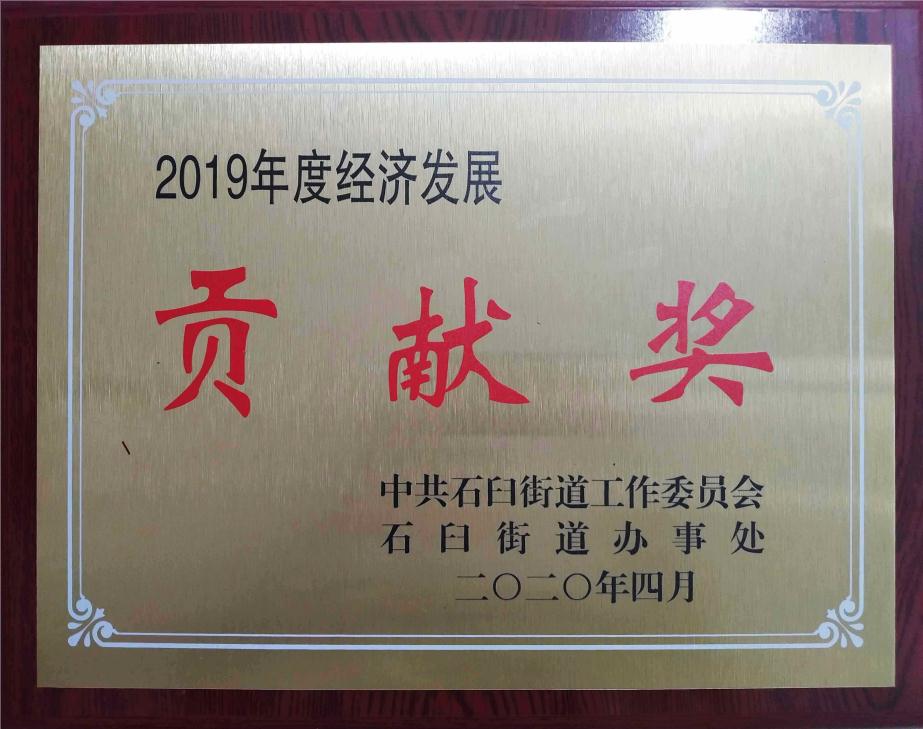 2019年度经济发展
贡献奖
中共石臼街道工作委员会
石臼街道办事处
二〇二〇年四月